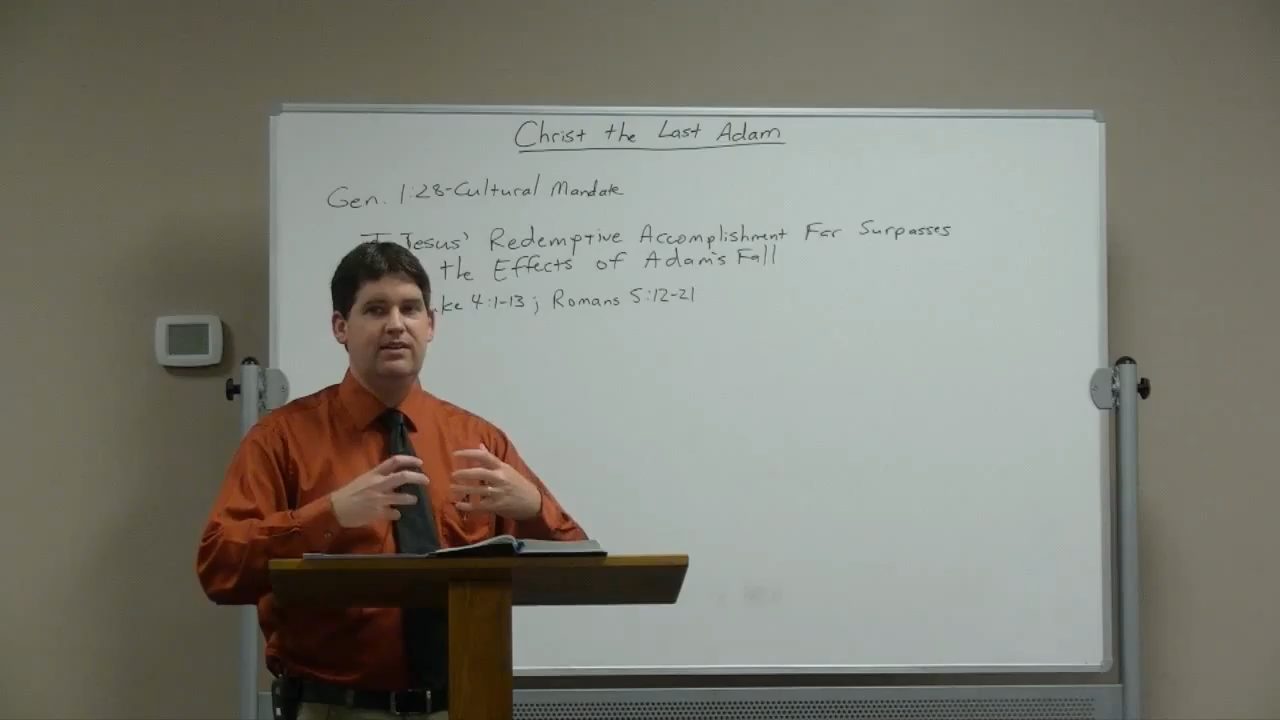 Christ the Last Adam
Gen. 1:28-Cultural Mandate
I. Jesus' Redemptive Accomplishment Far Surpasses
the Effects of Adam's Fall
uke 4:1-13; Romans 5:12-21